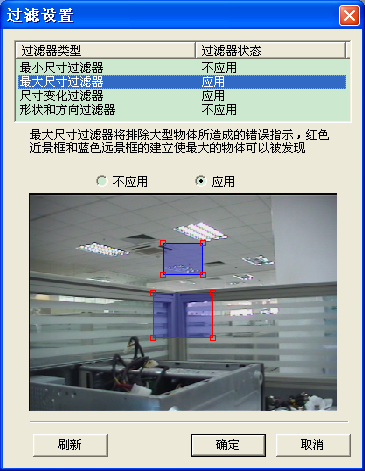 过滤设置
过滤器类型 过滤器状态
最小尺寸过滤器 不应用
最大尺寸过滤器 应用
尺寸变化过滤器 应用
形状和方向过滤器 不应用
最大尺寸过滤器将排除大型物体所造成的错误指示，红色
近景框和蓝色远景框的建立使最大的物体可以被发现
不应用 应用
刷新 确定 取消